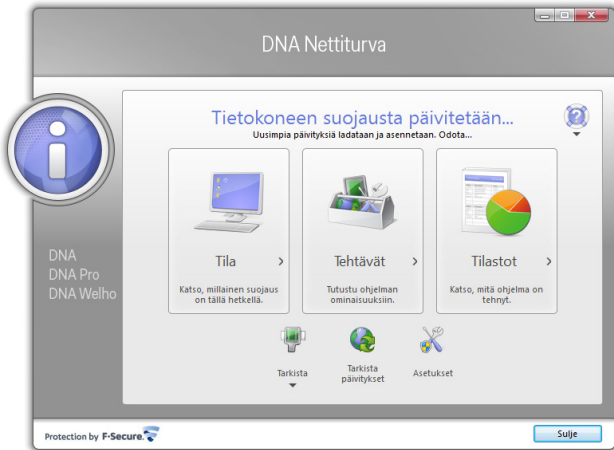 DNA Nettiturva
Tietokoneen suojausta päivitetään...
Uusimpia päivityksiä ladataan ja asennetaan. Odota...
DNA
DNA Pro
DNA Welho
Tila
Katso, millainen suojaus
on tällä hetkellä.
Tehtävät
Tutustu ohjelman
ominaisuuksiin.
Tilastot
Katso, mitä ohjelma on
tehnyt.
Tarkista
Tarkista
päivitykset
Asetukset
Protection by F-Secure.
Sulje